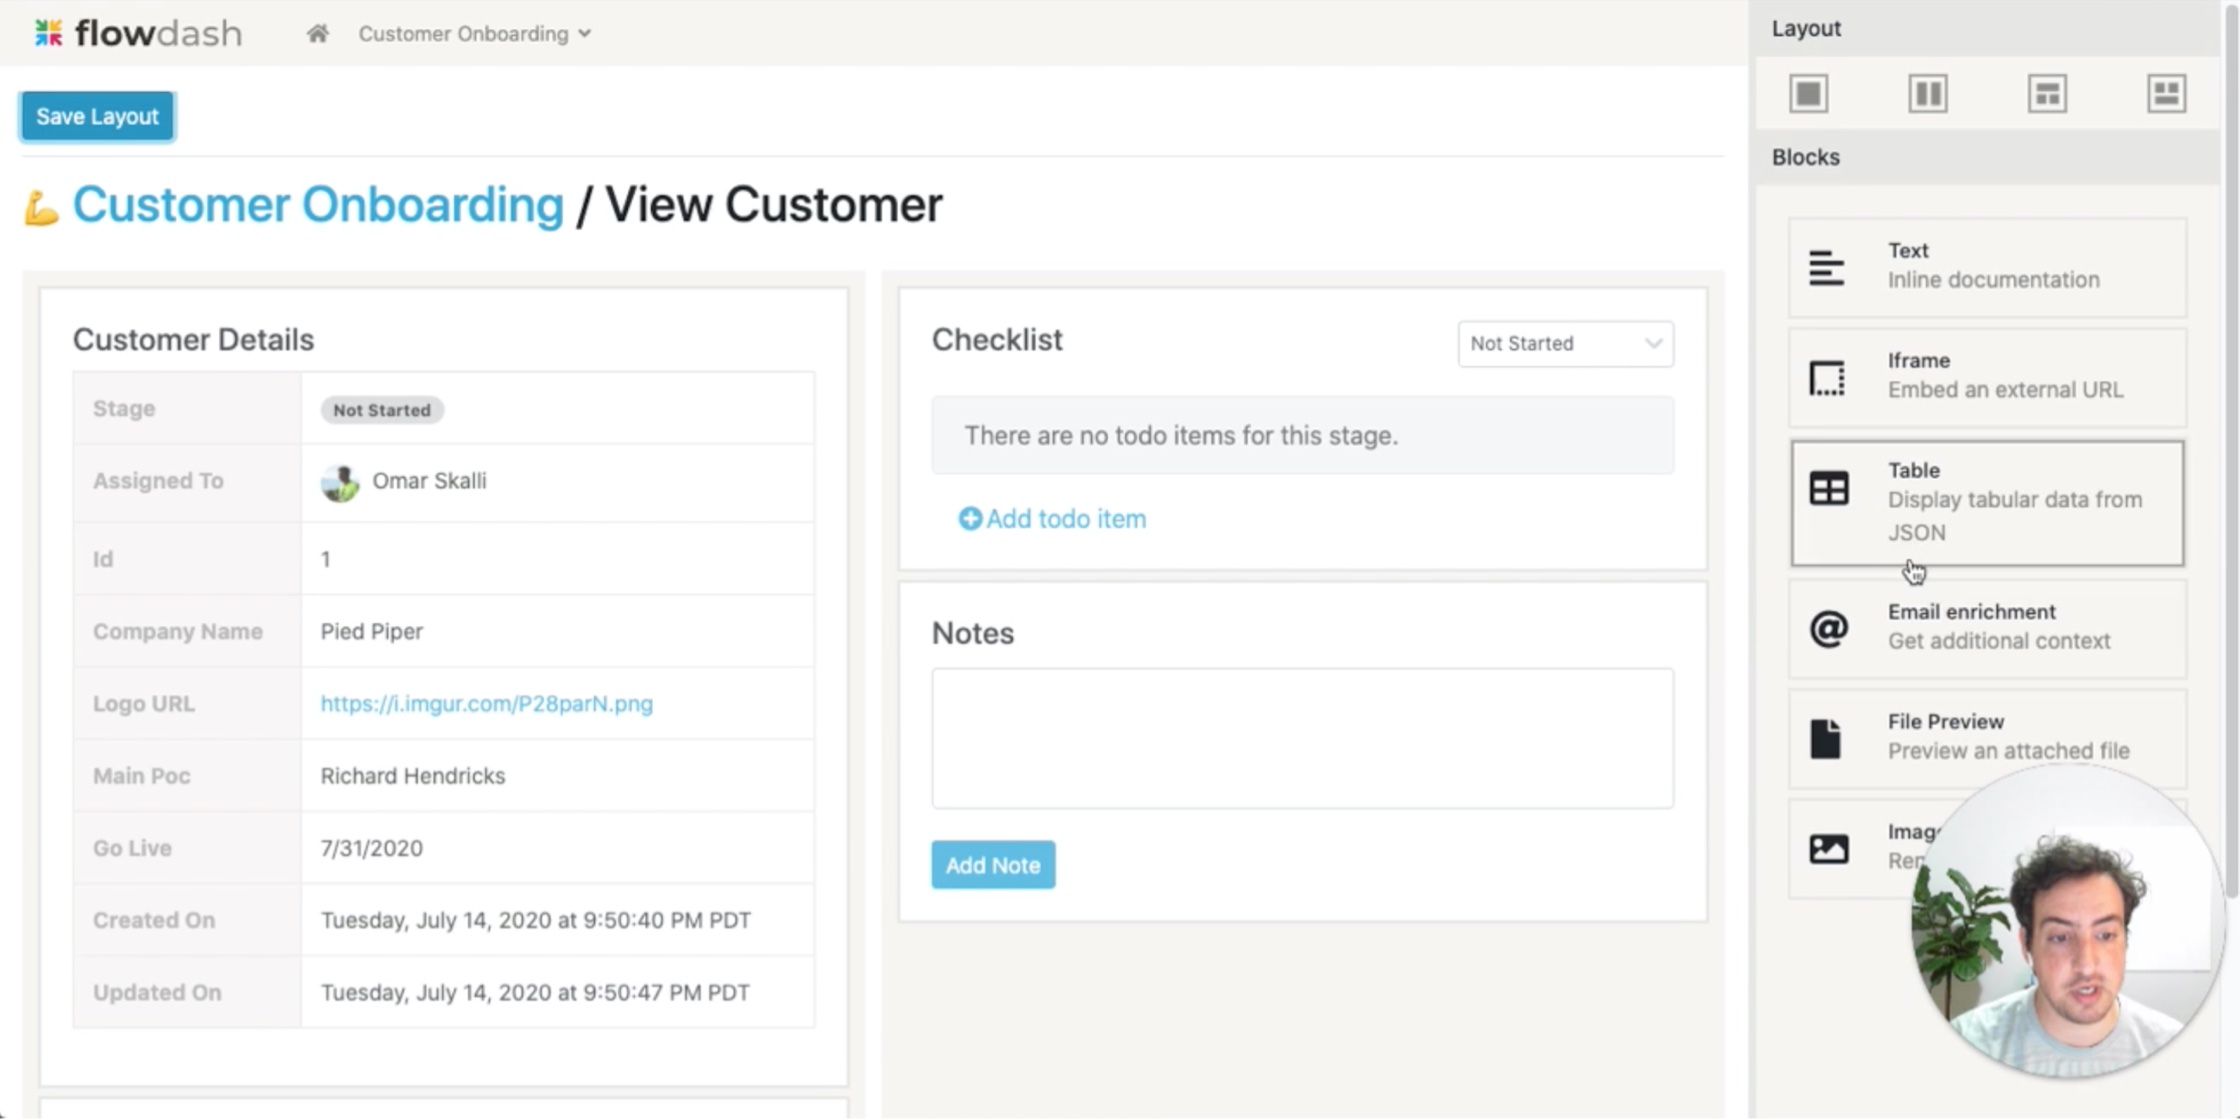 flowdash
Customer Onboarding
Save Layout
Customer Onboarding / View Customer
Customer Details
Stage
Not Started
Assigned To
Omar Skalli
Id
1
Company Name
Pied Piper
Logo URL
https://i.imgur.com/P28parN.png
Main Poc
Richard Hendricks
Go Live
7/31/2020
Created On
Tuesday, July 14, 2020 at 9:50:40 PM PDT
Updated On
Tuesday, July 14, 2020 at 9:50:47 PM PDT
Checklist
Not Started
There are no todo items for this stage.
Add todo item
Notes
Add Note
Layout
Blocks
Text
Inline documentation
Iframe
Embed an external URL
Table
Display tabular data from
JSON
Email enrichment
Get additional context
File Preview
Preview an attached file